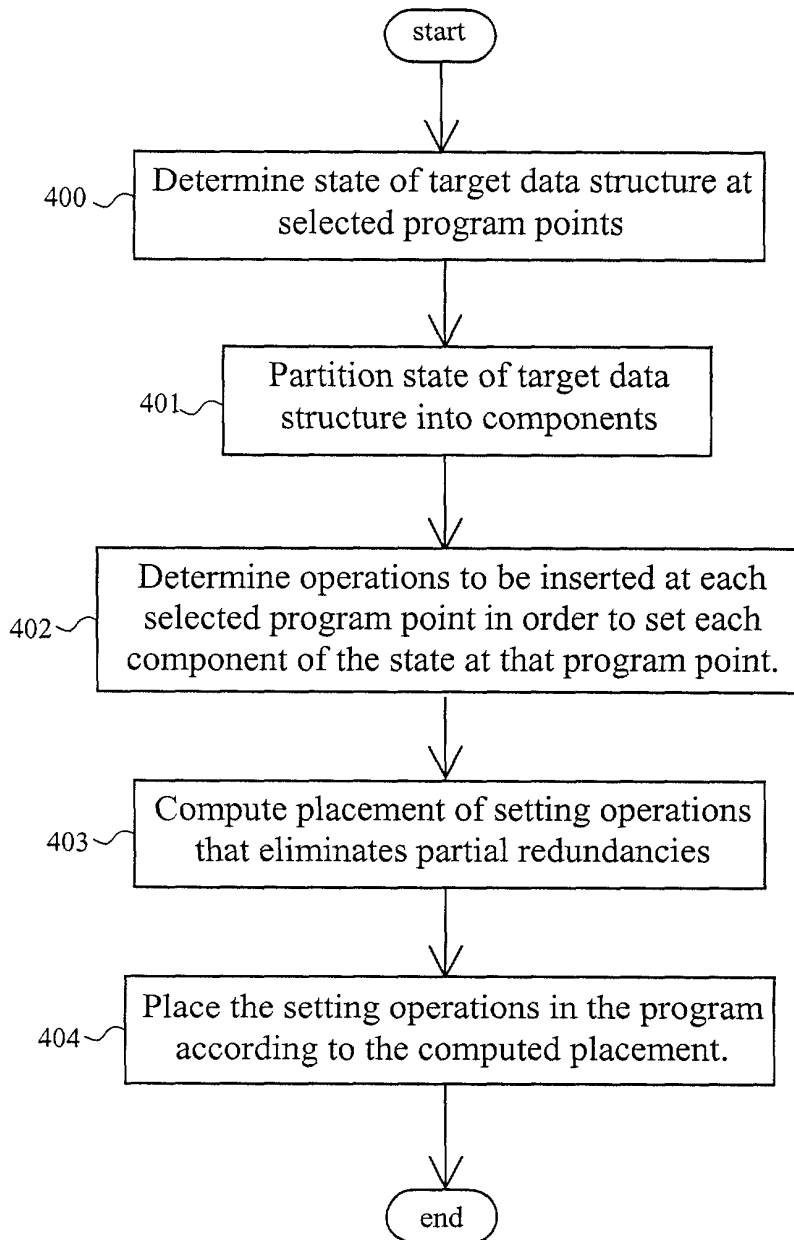 start
400
Determine state of target data structure at
selected program points
401
Partition state of target data
structure into components
402
Determine operations to be inserted at each
selected program point in order to set each
component of the state at that program point.
403
Compute placement of setting operations
that eliminates partial redundancies
404
Place the setting operations in the program
according to the computed placement.
end